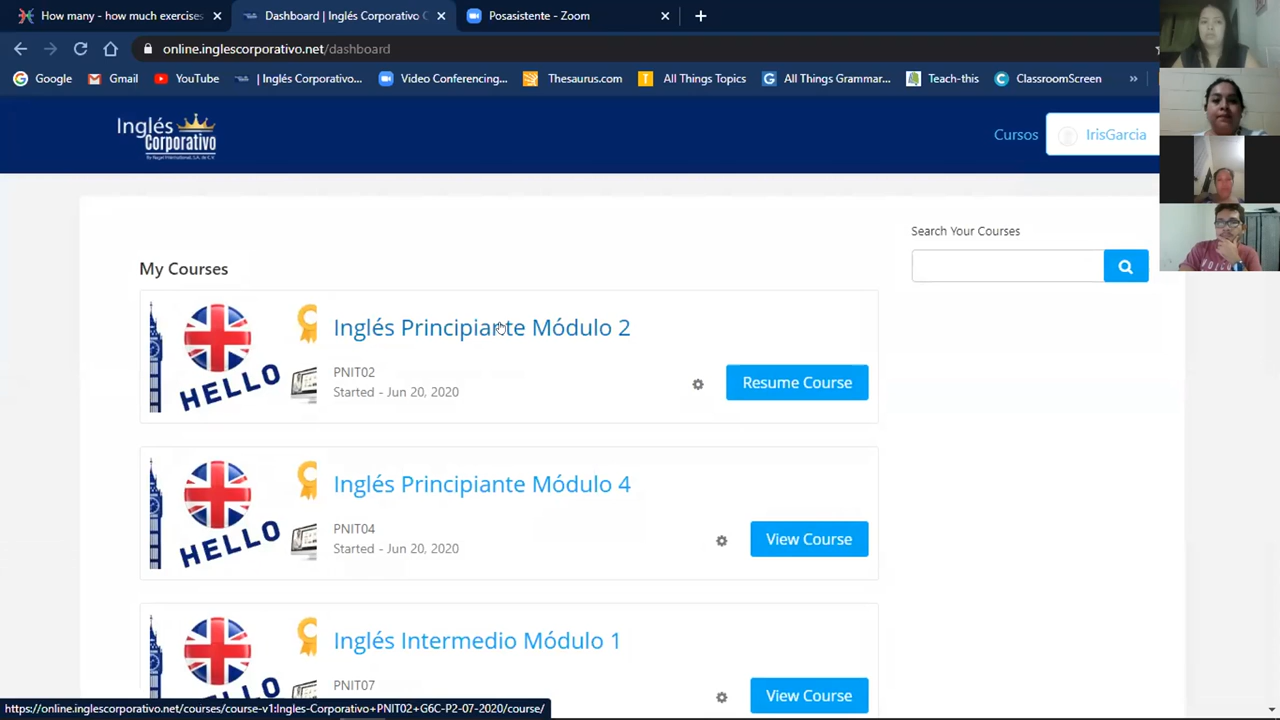 How many - how much exercises
Dashboard | Inglés Corporativo
Posasistente - Zoom
online.inglescorporativo.net/dashboard
Google
Gmail
YouTube
| Inglés Corporativo...
Video Conferencing...
Thesaurus.com
All Things Topics
All Things Grammar...
Teach-this
ClassroomScreen
»
Inglés
Corporativo
Cursos
IrisGarcia
Search Your Courses
My Courses
HELLO
Inglés Principiante Módulo 2
PNIT02
Started - Jun 20, 2020
Resume Course
HELLO
Inglés Principiante Módulo 4
PNIT04
Started - Jun 20, 2020
View Course
HELLO
Inglés Intermedio Módulo 1
PNIT07
View Course
https://online.inglescorporativo.net/courses/course-v1:Ingles-Corporativo+PNIT02+G6C-P2-07-2020/course/